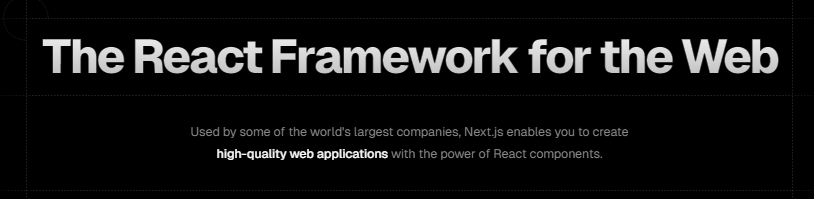 The React Framework for the Web
Used by some of the world's largest companies, Next.js enables you to create
high-quality web applications with the power of React components.